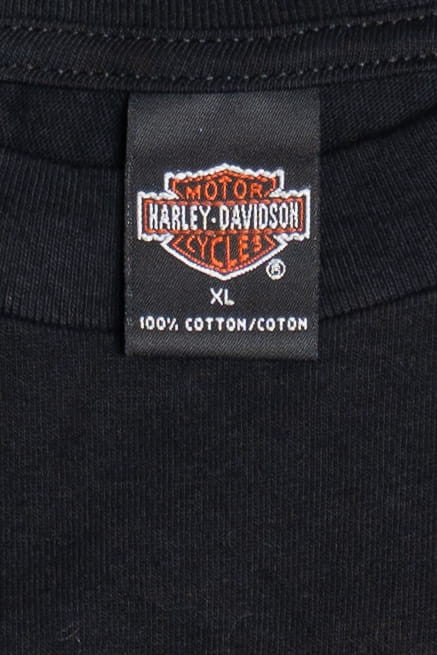 MOTOR
HARLEY-DAVIDSON
CYCLES
®
XL
100% COTTON/COTON